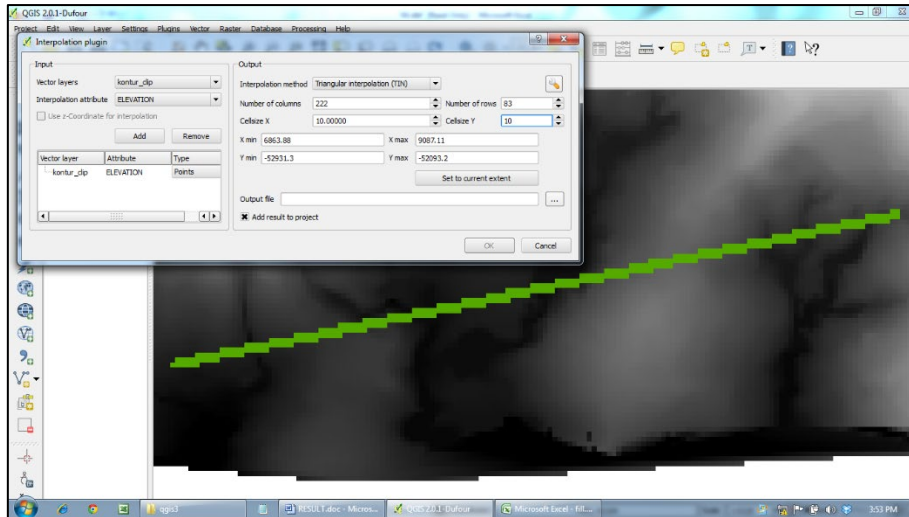 QGIS 2.0.1-Dufour
Project Edit View Layer Settings Plugins Vector Raster Database Processing Help
Interpolation plugin
Input
Vector layers kontur_clip
Interpolation attribute ELEVATION
Use z-Coordinate for interpolation
Add Remove
Vector layer Attribute Type
kontur_clip ELEVATION Points
Output
Interpolation method Triangular interpolation (TIN)
Number of columns 222 Number of rows 83
Cellsize X 10.00000 Cellsize Y 10
X min 6863.88 X max 9087.11
Y min -52931.3 Y max -52093.2
Set to current extent
Output file ...
Add result to project
OK Cancel
qgis3
RESULT.doc - Micros...
QGIS 2.0.1-Dufour
Microsoft Excel - fill....
3:53 PM